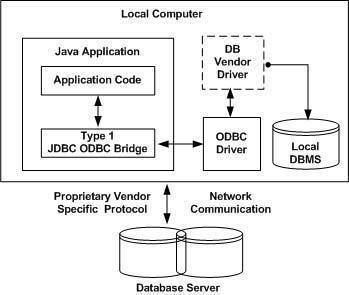 Local Computer
Java Application
Application Code
Type 1
JDBC ODBC Bridge
DB
Vendor
Driver
ODBC
Driver
Local
DBMS
Proprietary Vendor
Specific Protocol
Network
Communication
Database Server